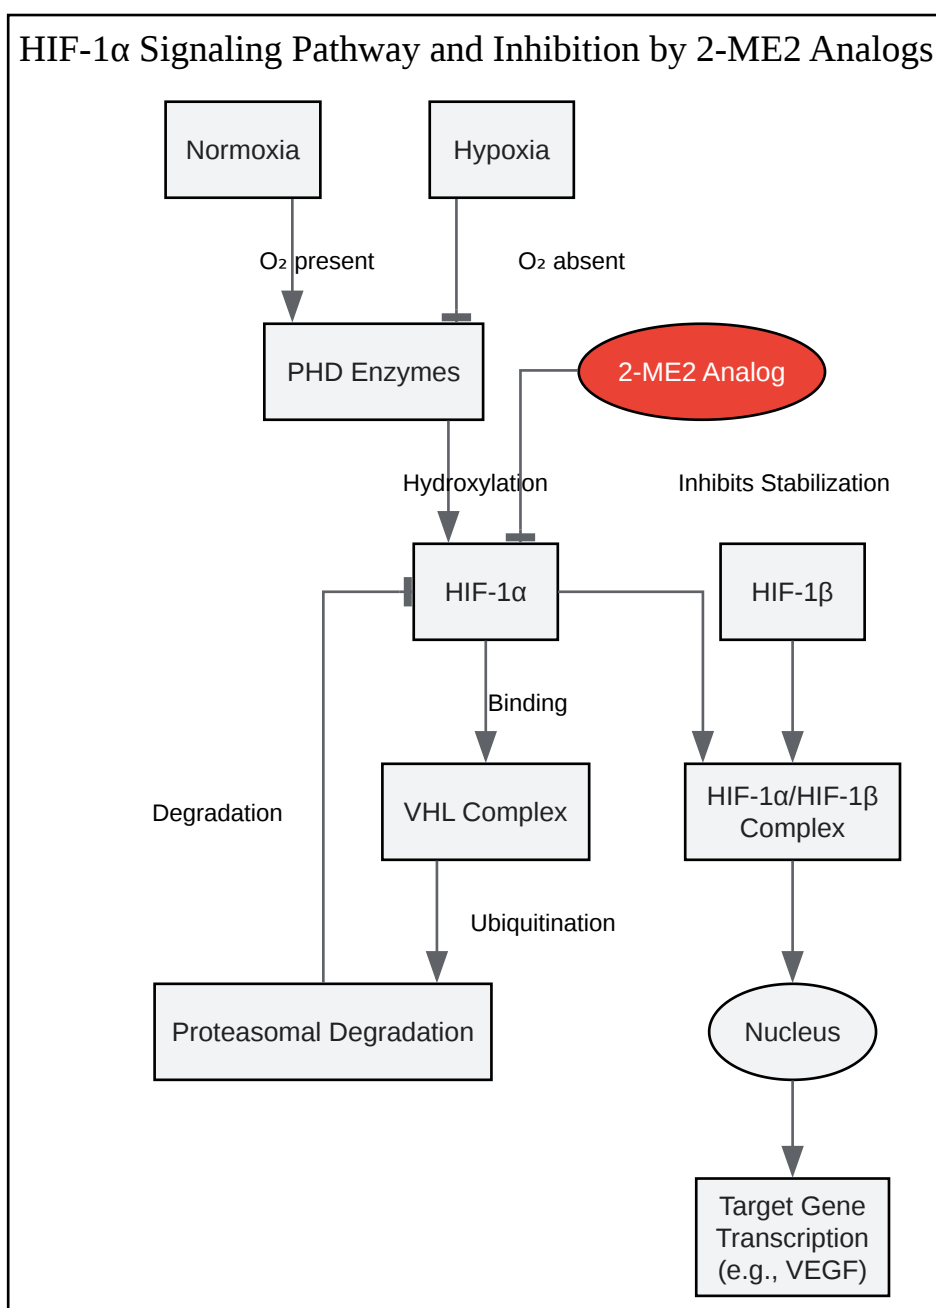 HIF-1α Signaling Pathway and Inhibition by 2-ME2 Analogs
Normoxia
Hypoxia
O₂ present
O₂ absent
PHD Enzymes
2-ME2 Analog
Hydroxylation
Inhibits Stabilization
HIF-1α
HIF-1β
Binding
Degradation
VHL Complex
HIF-1α/HIF-1β
Complex
Ubiquitination
Proteasomal Degradation
Nucleus
Target Gene
Transcription
(e.g., VEGF)